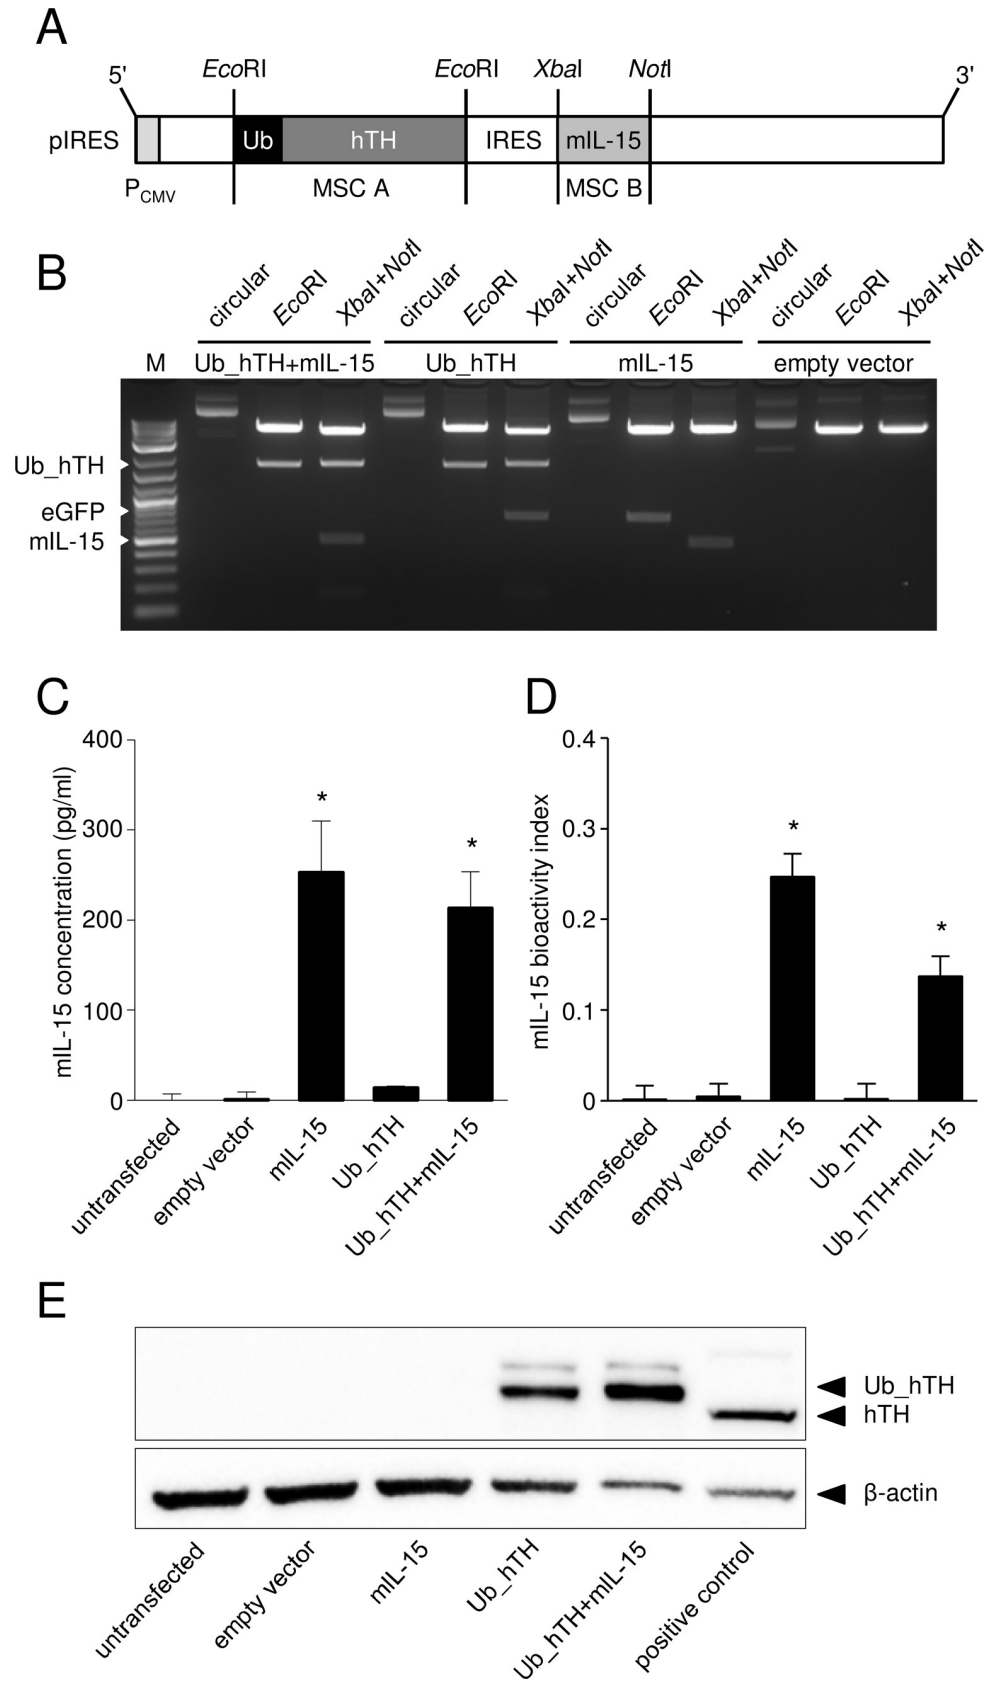 A
5'
EcoRI
EcoRI
XbaI
NotI
3'
pIRES
Ub
hTH
IRES
mIL-15
PCMV
MSC A
MSC B
B
circular
EcoRI
XbaI+NotI
circular
EcoRI
XbaI+NotI
circular
EcoRI
XbaI+NotI
circular
EcoRI
XbaI+NotI
M
Ub_hTH+mIL-15
Ub_hTH
mIL-15
empty vector
Ub_hTH
eGFP
mIL-15
C
mIL-15 concentration (pg/ml)
400
300
200
100
0
*
*
untransfected
empty vector
mIL-15
Ub_hTH
Ub_hTH+mIL-15
D
mIL-15 bioactivity index
0.4
0.3
0.2
0.1
0
*
*
untransfected
empty vector
mIL-15
Ub_hTH
Ub_hTH+mIL-15
E
Ub_hTH
hTH
β-actin
untransfected
empty vector
mIL-15
Ub_hTH
Ub_hTH+mIL-15
positive control